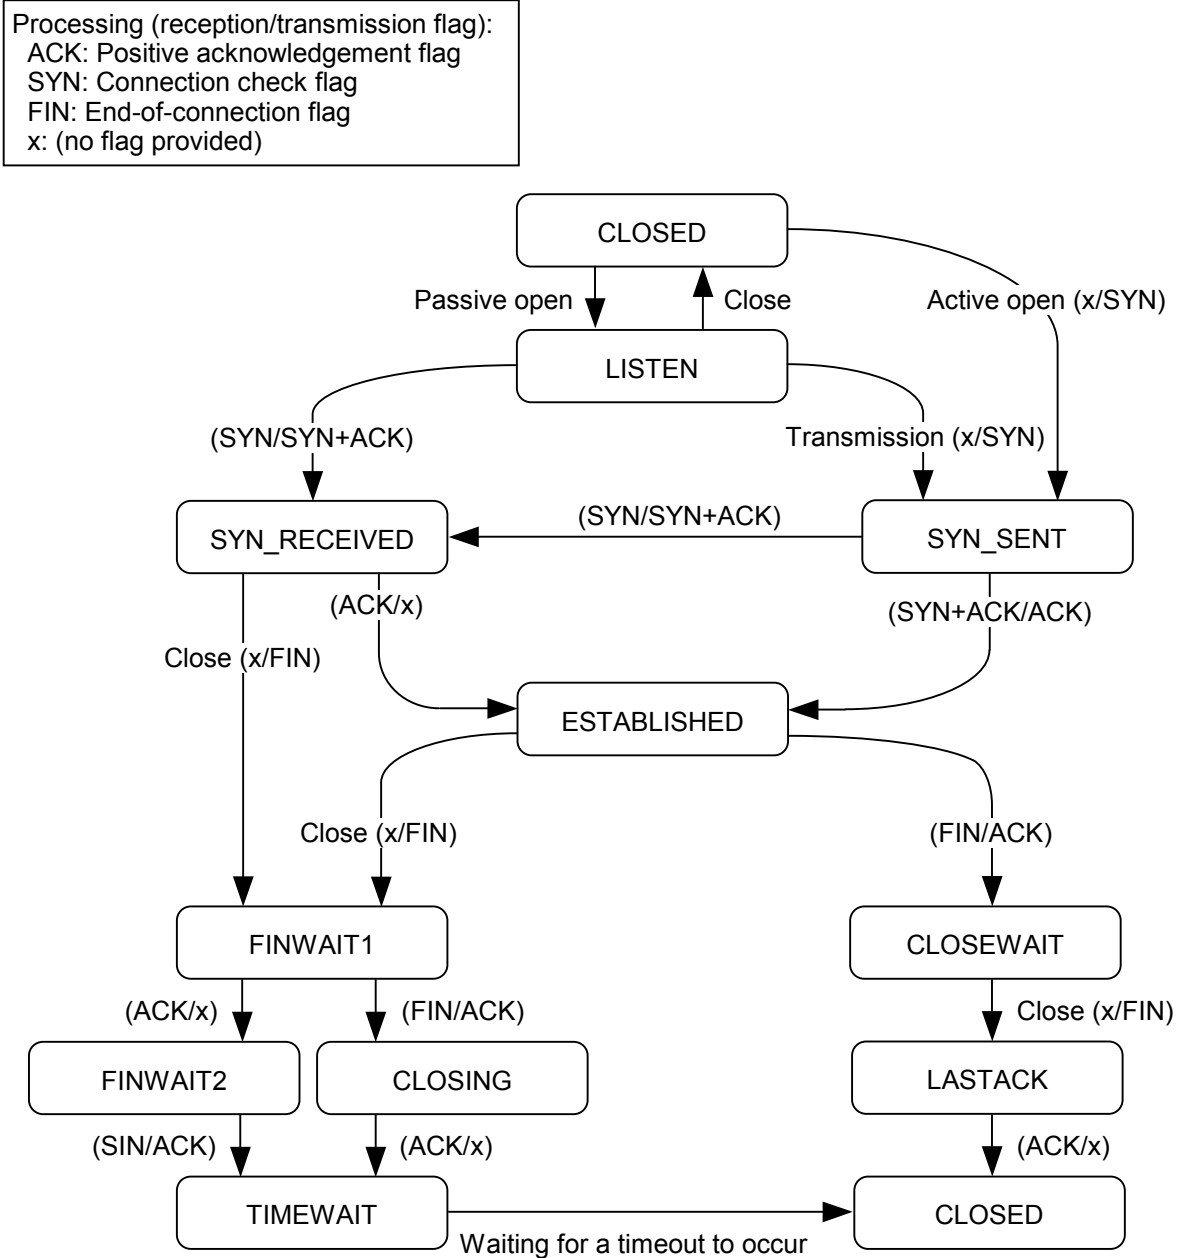 Processing (reception/transmission flag):
ACK: Positive acknowledgement flag
SYN: Connection check flag
FIN: End-of-connection flag
x: (no flag provided)
CLOSED
Passive open
Close
Active open (x/SYN)
LISTEN
(SYN/SYN+ACK)
Transmission (x/SYN)
SYN_RECEIVED
(SYN/SYN+ACK)
SYN_SENT
(ACK/x)
(SYN+ACK/ACK)
Close (x/FIN)
ESTABLISHED
Close (x/FIN)
(FIN/ACK)
FINWAIT1
CLOSEWAIT
(ACK/x)
(FIN/ACK)
Close (x/FIN)
FINWAIT2
CLOSING
LASTACK
(SIN/ACK)
(ACK/x)
(ACK/x)
TIMEWAIT
CLOSED
Waiting for a timeout to occur